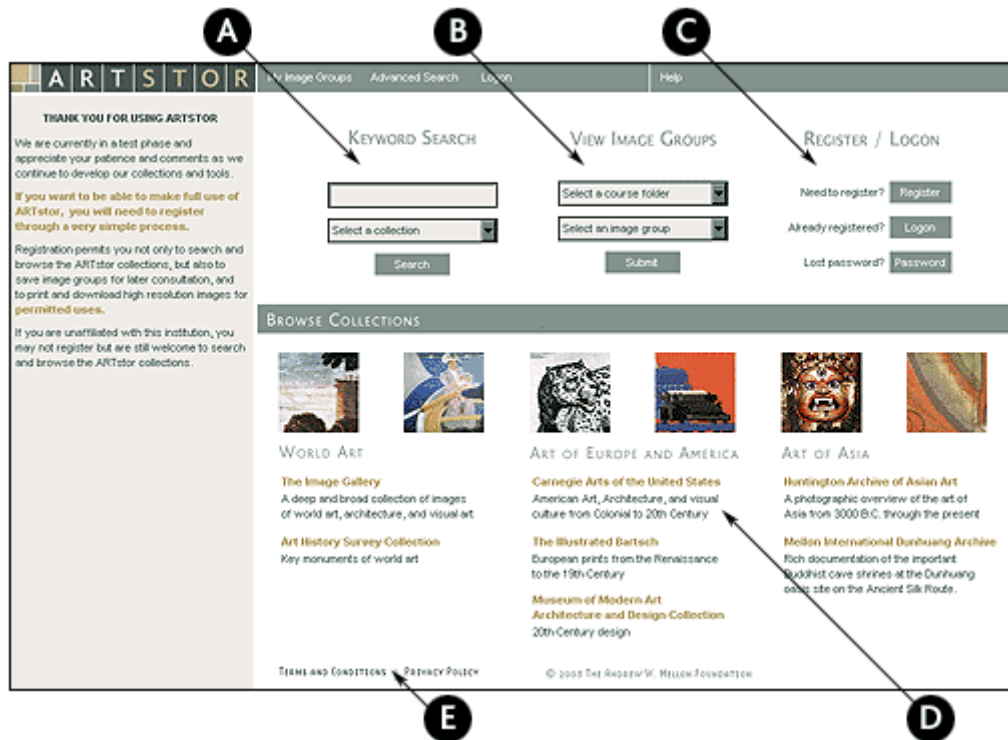 A
B
C
ARTSTOR
My Image Groups Advanced Search Logon Help
THANK YOU FOR USING ARTSTOR
We are currently in a test phase and
appreciate your patience and comments as we
continue to develop our collections and tools.
If you want to be able to make full use of
ARTstor, you will need to register
through a very simple process.
Registration permits you not only to search and
browse the ARTstor collections, but also to
save image groups for later consultation, and
to print and download high resolution images for
permitted uses.
If you are unaffiliated with this institution, you
may not register but are still welcome to search
and browse the ARTstor collections.
KEYWORD SEARCH
Select a collection
Search
VIEW IMAGE GROUPS
Select a course folder
Select an image group
Submit
REGISTER / LOGON
Need to register? Register
Already registered? Logon
Lost password? Password
BROWSE COLLECTIONS
WORLD ART
The Image Gallery
A deep and broad collection of images
of world art, architecture, and visual art
Art History Survey Collection
Key monuments of world art
ART OF EUROPE AND AMERICA
Carnegie Arts of the United States
American Art, Architecture, and visual
culture from Colonial to 20th Century
The Illustrated Bartsch
European prints from the Renaissance
to the 19th Century
Museum of Modern Art
Architecture and Design Collection
20th Century design
ART OF ASIA
Huntington Archive of Asian Art
A photographic overview of the art of
Asia from 3000 B.C. through the present
Mellon International Dunhuang Archive
Rich documentation of the important
Buddhist cave shrines at the Dunhuang
oasis site on the Ancient Silk Route.
TERMS AND CONDITIONS PRIVACY POLICY
© 2003 THE ANDREW W. MELLON FOUNDATION
E
D